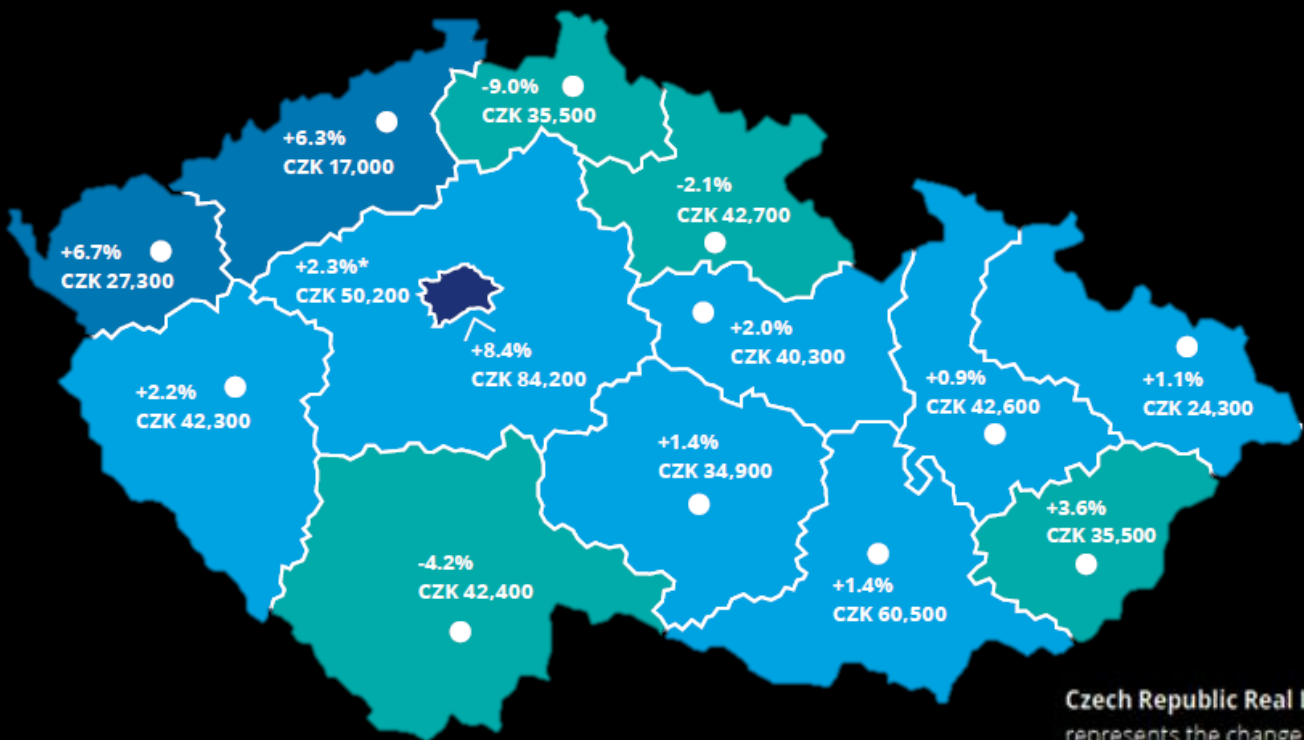 -9.0%
CZK 35,500
+6.3%
CZK 17,000
-2.1%
CZK 42,700
+6.7%
CZK 27,300
+2.3%*
CZK 50,200
+8.4%
CZK 84,200
+2.0%
CZK 40,300
+2.2%
CZK 42,300
+0.9%
CZK 42,600
+1.1%
CZK 24,300
+1.4%
CZK 34,900
+3.6%
CZK 35,500
-4.2%
CZK 42,400
+1.4%
CZK 60,500
Czech Republic Real
represents the change